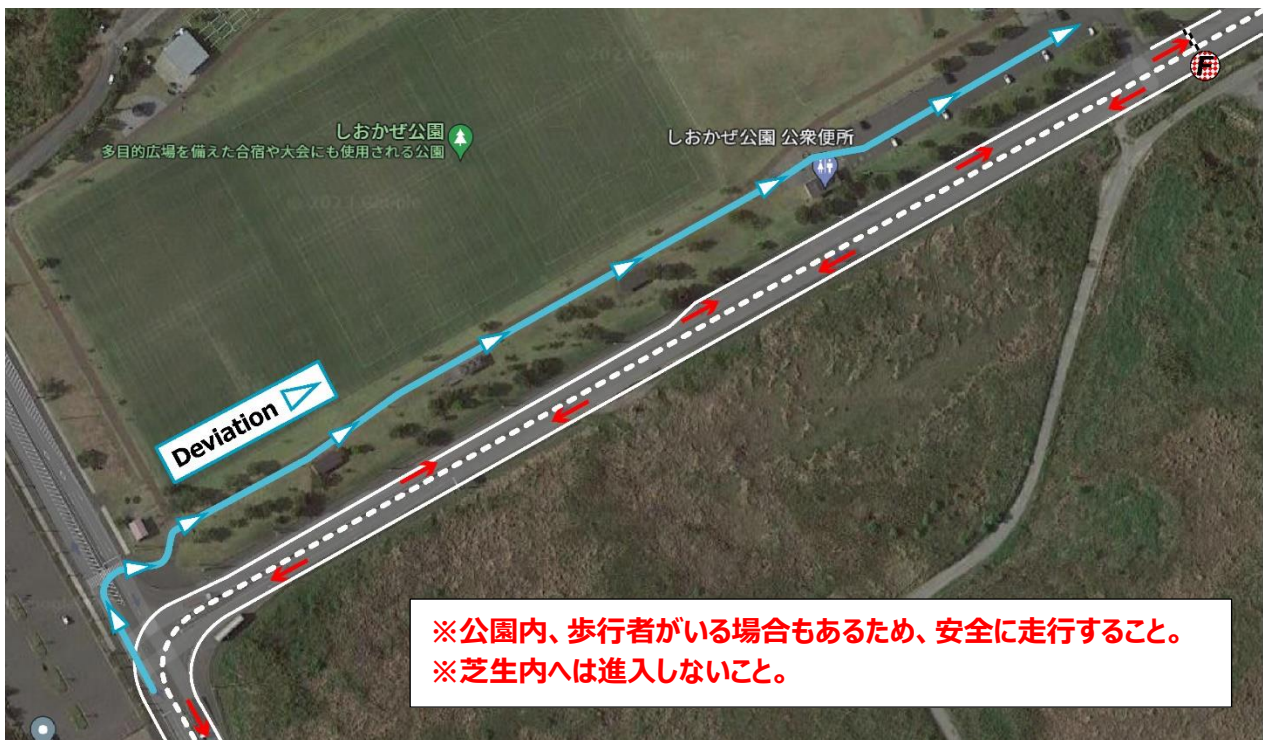 しおかぜ公園
多目的広場を備えた合宿や大会にも使用される公園
しおかぜ公園 公衆便所
F
Deviation
※公園内、歩行者がいる場合もあるため、安全に走行すること。
※芝生内へは進入しないこと。